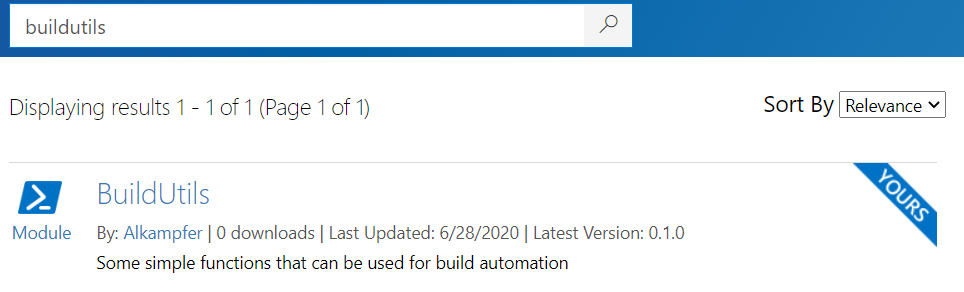 buildutils
Displaying results 1 - 1 of 1 (Page 1 of 1)
Sort By Relevance
BuildUtils
YOURS
Module
By: Alkampfer | 0 downloads | Last Updated: 6/28/2020 | Latest Version: 0.1.0
Some simple functions that can be used for build automation